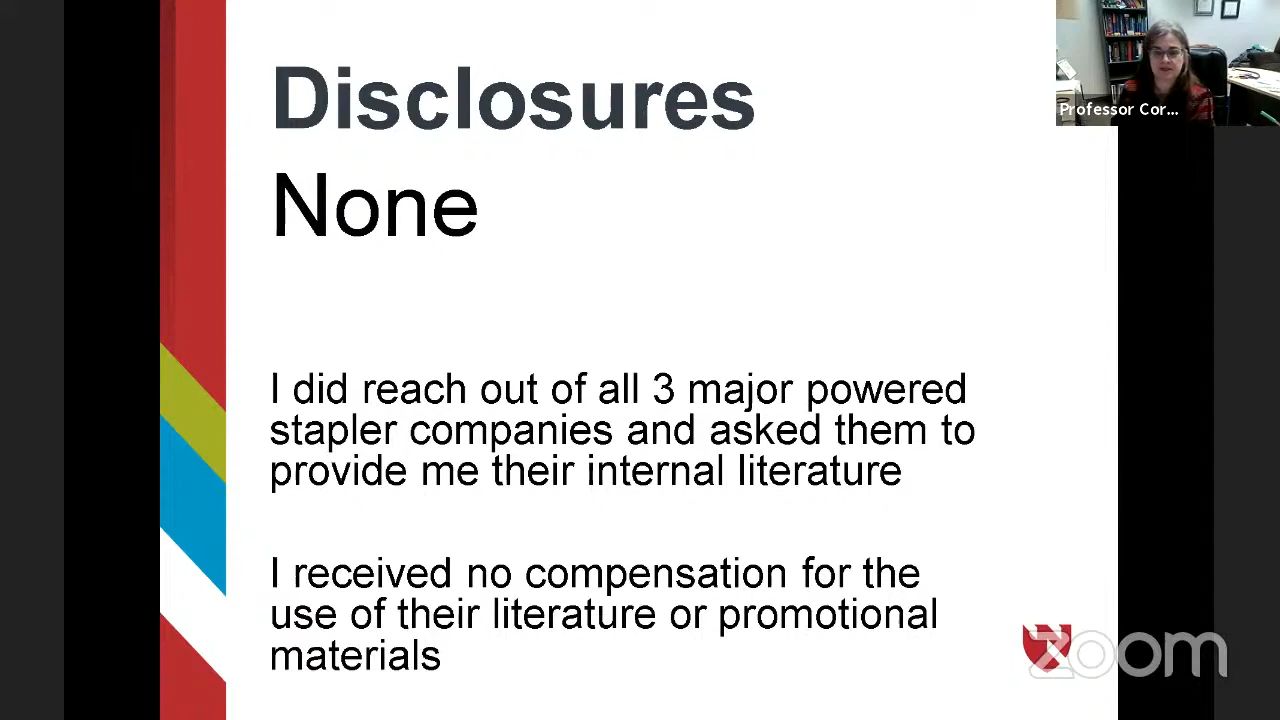 Disclosures
None
I did reach out of all 3 major powered
stapler companies and asked them to
provide me their internal literature
I received no compensation for the
use of their literature or promotional
materials
Professor Cor...
zoom